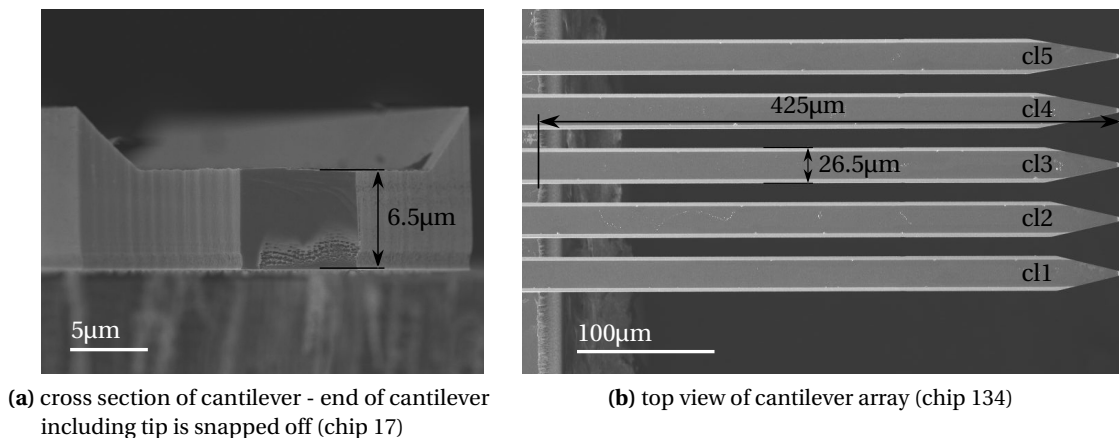 6.5µm
5µm
cl5
425µm
cl4
26.5µm
cl3
cl2
cl1
100µm
(a) cross section of cantilever - end of cantilever
including tip is snapped off (chip 17)
(b) top view of cantilever array (chip 134)